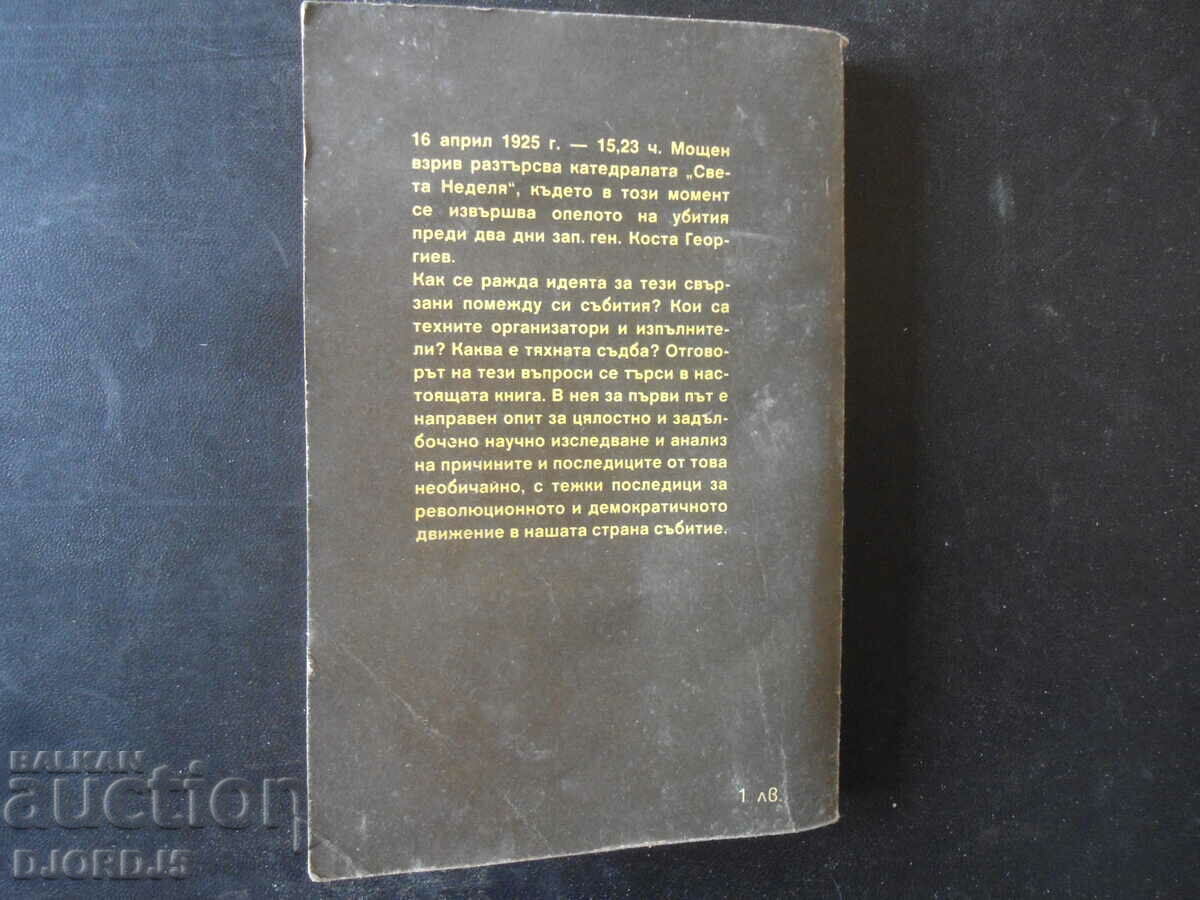 16 април 1925 г. — 15,23 ч. Мощен
взрив разтърсва катедралата „Све-
та Неделя“, където в този момент
се извършва опелото на убития
преди два дни зап. ген. Коста Геор-
гиев.
Как се ражда идеята за тези свър-
зани помежду си събития? Кои са
техните организатори и изпълните-
ли? Каква е тяхната съдба? Отгово-
рът на тези въпроси се търси в нас-
тоящата книга. В нея за първи път е
направен опит за цялостно и задъл-
бочено научно изследване и анализ
на причините и последиците от това
необичайно, с тежки последици за
революционното и демократичното
движение в нашата страна събитие.
1 лв.
BALKAN
auction
DJORDJ5